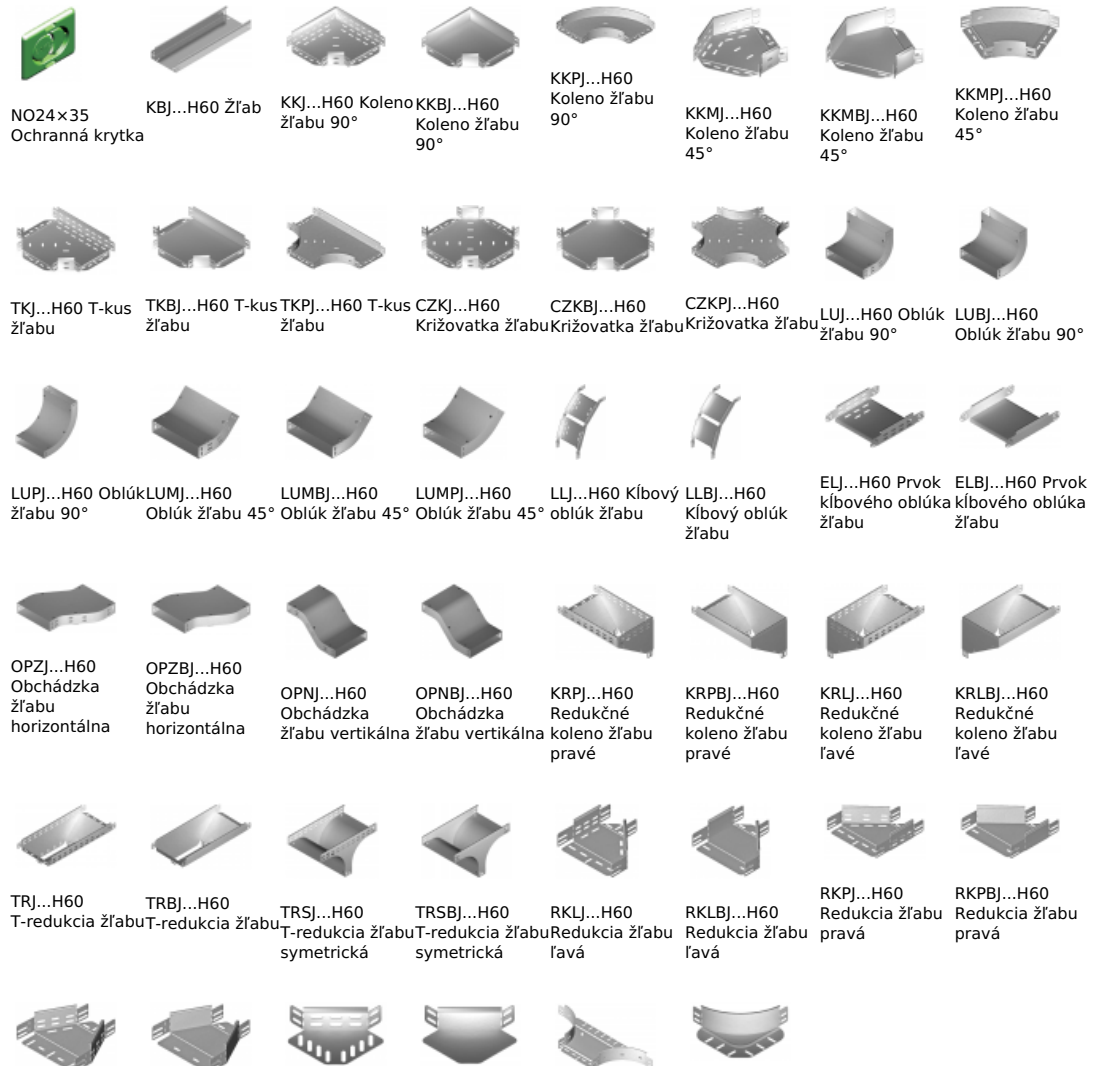 NO24×35
Ochranná krytka
KBJ...H60 Žľab
KKJ...H60 Koleno
žľabu 90°
KKBJ...H60
Koleno žľabu
90°
KKPJ...H60
Koleno žľabu
90°
KKMJ...H60
Koleno žľabu
45°
KKMBJ...H60
Koleno žľabu
45°
KKMPJ...H60
Koleno žľabu
45°
TKJ...H60 T-kus
žľabu
TKBJ...H60 T-kus
žľabu
TKPJ...H60 T-kus
žľabu
CZKJ...H60
Križovatka žľabu
CZKBJ...H60
Križovatka žľabu
CZKPJ...H60
Križovatka žľabu
LUJ...H60 Oblúk
žľabu 90°
LUBJ...H60
Oblúk žľabu 90°
LUPJ...H60 Oblúk
žľabu 90°
LUMJ...H60
Oblúk žľabu 45°
LUMBJ...H60
Oblúk žľabu 45°
LUMPJ...H60
Oblúk žľabu 45°
LLJ...H60 Kĺbový
oblúk žľabu
LLBJ...H60
Kĺbový oblúk
žľabu
ELJ...H60 Prvok
kĺbového oblúka
žľabu
ELBJ...H60 Prvok
kĺbového oblúka
žľabu
OPZJ...H60
Obchádzka
žľabu
horizontálna
OPZBJ...H60
Obchádzka
žľabu
horizontálna
OPNJ...H60
Obchádzka
žľabu vertikálna
OPNBJ...H60
Obchádzka
žľabu vertikálna
KRPJ...H60
Redukčné
koleno žľabu
pravé
KRPBJ...H60
Redukčné
koleno žľabu
pravé
KRLJ...H60
Redukčné
koleno žľabu
ľavé
KRLBJ...H60
Redukčné
koleno žľabu
ľavé
TRJ...H60
T-redukcia žľabu
TRBJ...H60
T-redukcia žľabu
TRSJ...H60
T-redukcia žľabu
symetrická
TRSBJ...H60
T-redukcia žľabu
symetrická
RKLJ...H60
Redukcia žľabu
ľavá
RKLBJ...H60
Redukcia žľabu
ľavá
RKPJ...H60
Redukcia žľabu
pravá
RKPBJ...H60
Redukcia žľabu
pravá